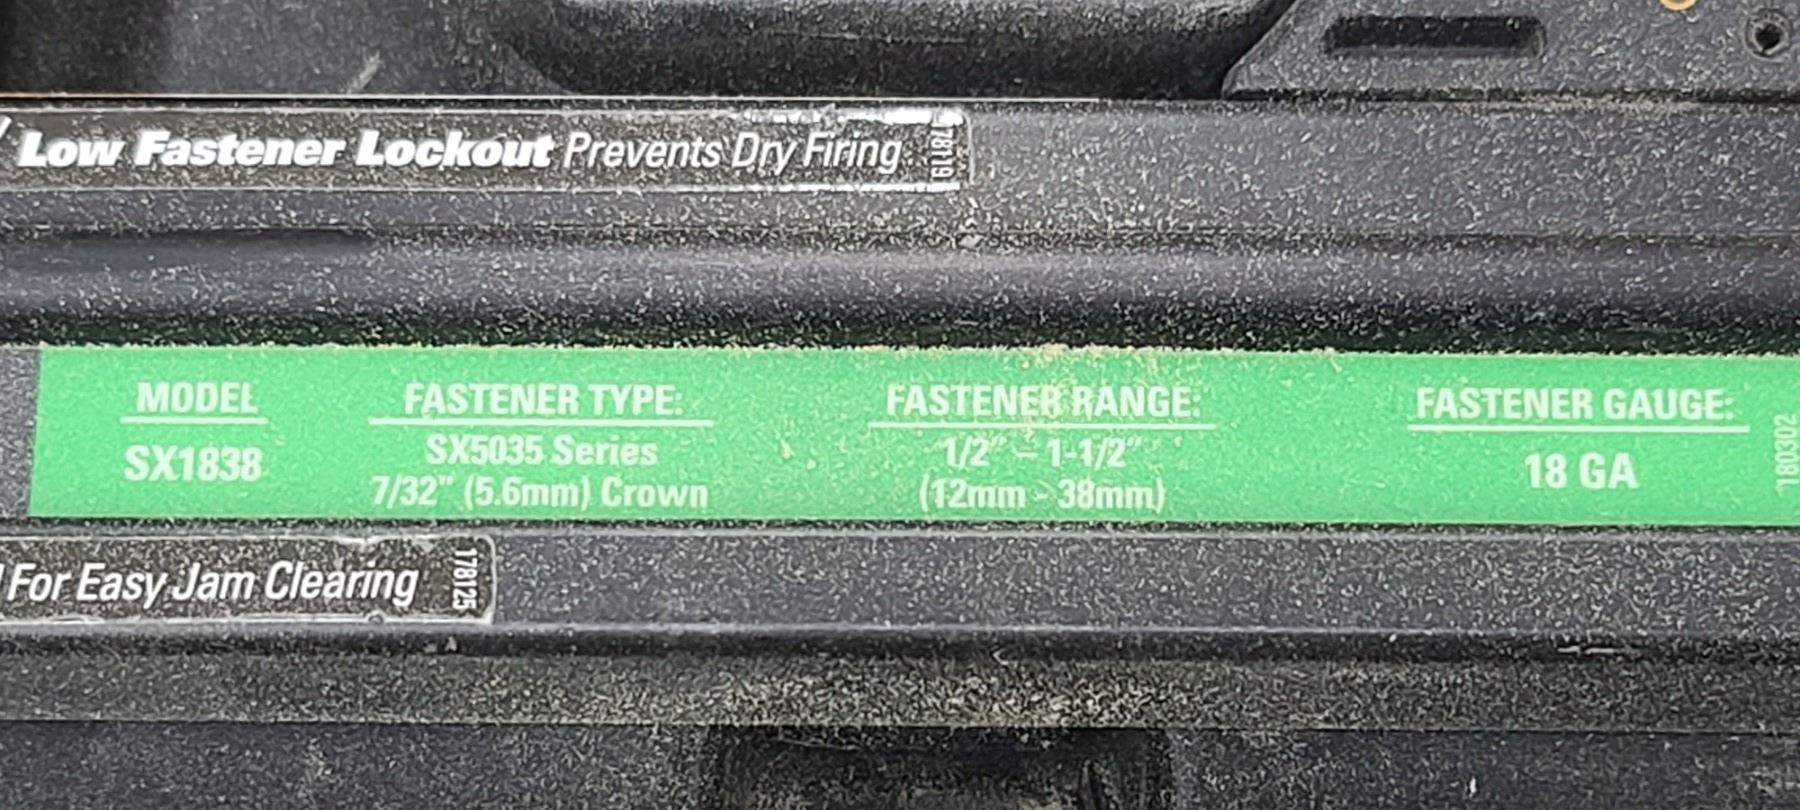 Low Fastener Lockout Prevents Dry Firing
178119
MODEL
SX1838
FASTENER TYPE:
SX5035 Series
7/32" (5.6mm) Crown
FASTENER RANGE:
1/2" - 1-1/2"
(12mm - 38mm)
FASTENER GAUGE:
18 GA
180302
For Easy Jam Clearing
178125